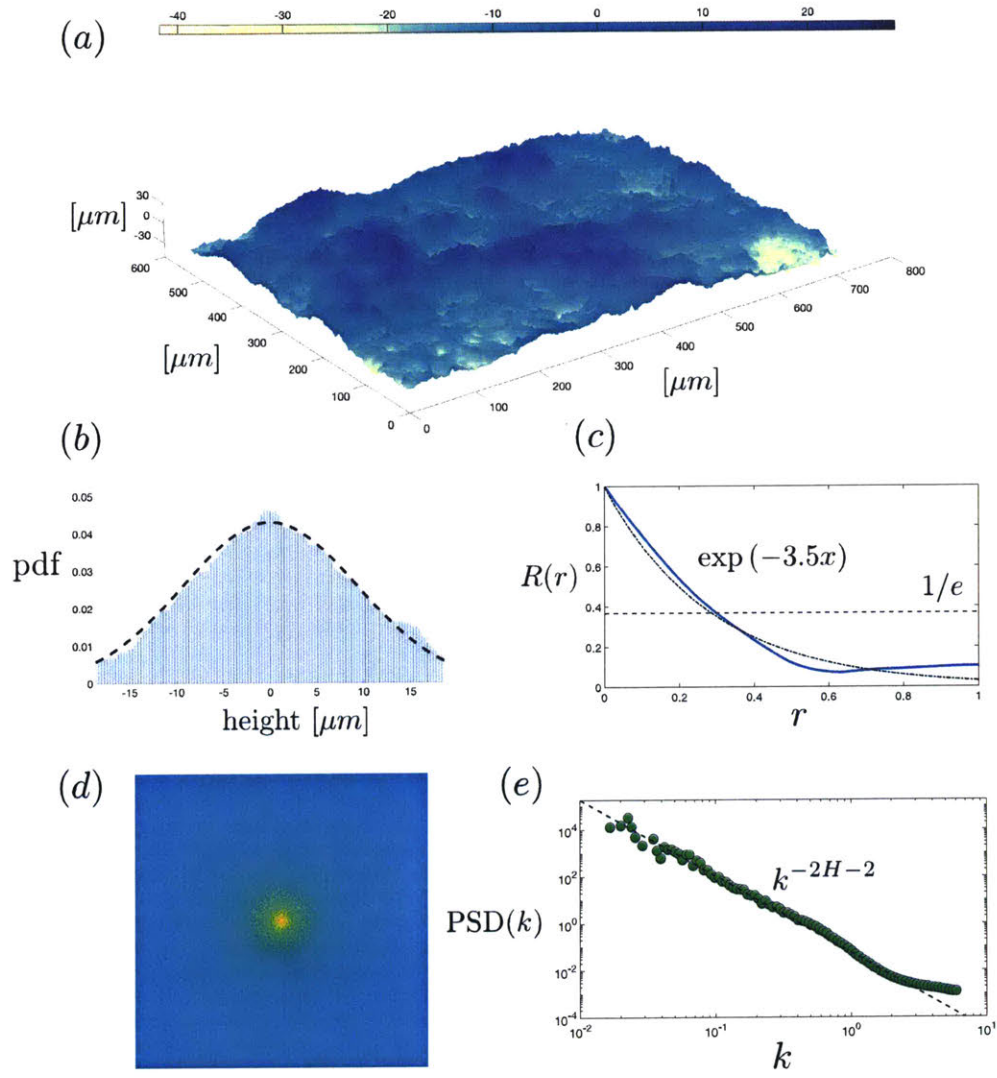 (a)
-40 -30 -20 -10 0 10 20
[μm]
30
0
-30
600
500
400
300
200
100
0
[μm]
0
100
200
300
400
500
600
700
800
[μm]
(b)
pdf
0.05
0.04
0.03
0.02
0.01
0
-15 -10 -5 0 5 10 15
height [μm]
(c)
R(r)
1
0.8
0.6
0.4
0.2
0
exp (−3.5x)
1/e
0 0.2 0.4 0.6 0.8 1
r
(d)
(e)
PSD(k)
10^4
10^2
10^0
10^-2
10^-4
k^{-2H-2}
10^-2 10^-1 10^0 10^1
k